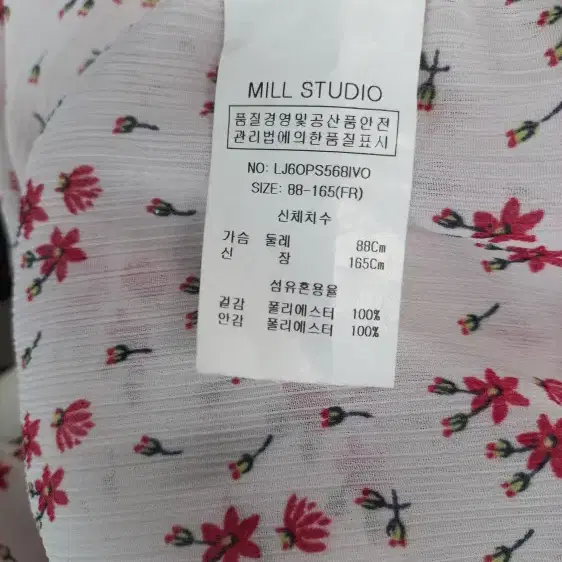 MILL STUDIO
품질경영및공산품안전
관리법에의한품질표시
NO: LJ6OPS568IVO
SIZE: 88-165(FR)
신체치수
가슴 둘레 88Cm
신 장 165Cm
섬유혼용율
겉감 폴리에스터 100%
안감 폴리에스터 100%